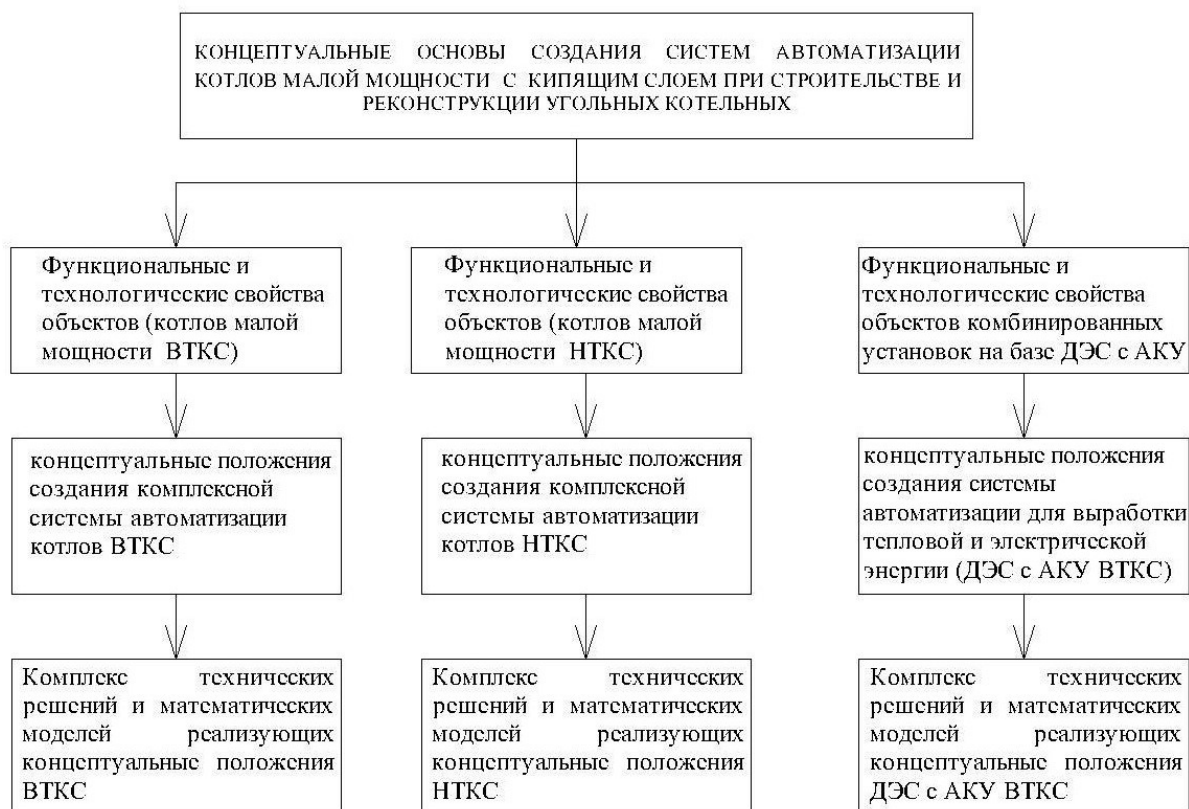 КОНЦЕПТУАЛЬНЫЕ ОСНОВЫ СОЗДАНИЯ СИСТЕМ АВТОМАТИЗАЦИИ
КОТЛОВ МАЛОЙ МОЩНОСТИ С КИПЯЩИМ СЛОЕМ ПРИ СТРОИТЕЛЬСТВЕ И
РЕКОНСТРУКЦИИ УГОЛЬНЫХ КОТЕЛЬНЫХ
Функциональные и
технологические свойства
объектов (котлов малой
мощности ВТКС)
Функциональные и
технологические свойства
объектов (котлов малой
мощности НТКС)
Функциональные и
технологические свойства
объектов комбинированных
установок на базе ДЭС с АКУ
концептуальные положения
создания комплексной
системы автоматизации
котлов ВТКС
концептуальные положения
создания комплексной
системы автоматизации
котлов НТКС
концептуальные положения
создания системы
автоматизации для выработки
тепловой и электрической
энергии (ДЭС с АКУ ВТКС)
Комплекс технических
решений и математических
моделей реализующих
концептуальные положения
ВТКС
Комплекс технических
решений и математических
моделей реализующих
концептуальные положения
НТКС
Комплекс технических
решений и математических
моделей реализующих
концептуальные положения
ДЭС с АКУ ВТКС